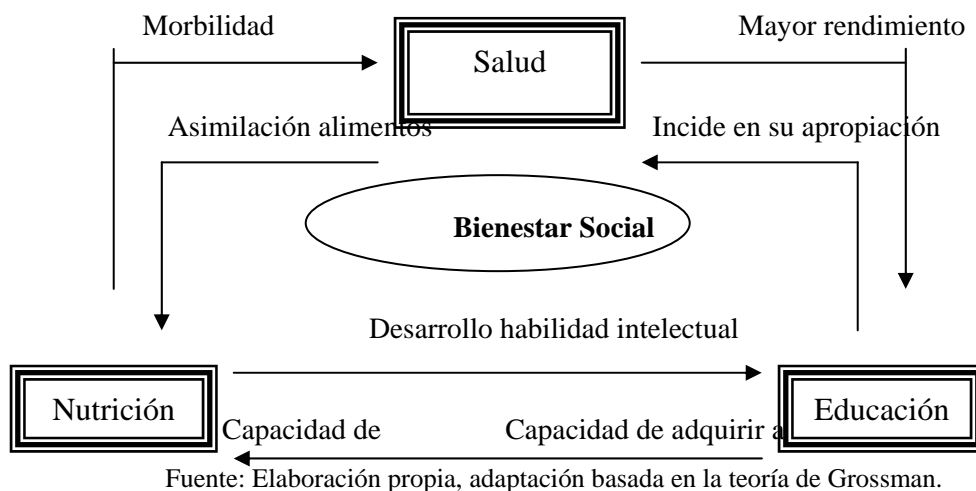 Morbilidad
Mayor rendimiento
Salud
Asimilación alimentos
Incide en su apropiación
Bienestar Social
Desarrollo habilidad intelectual
Nutrición
Educación
Capacidad de
Capacidad de adquirir a
Fuente: Elaboración propia, adaptación basada en la teoría de Grossman.